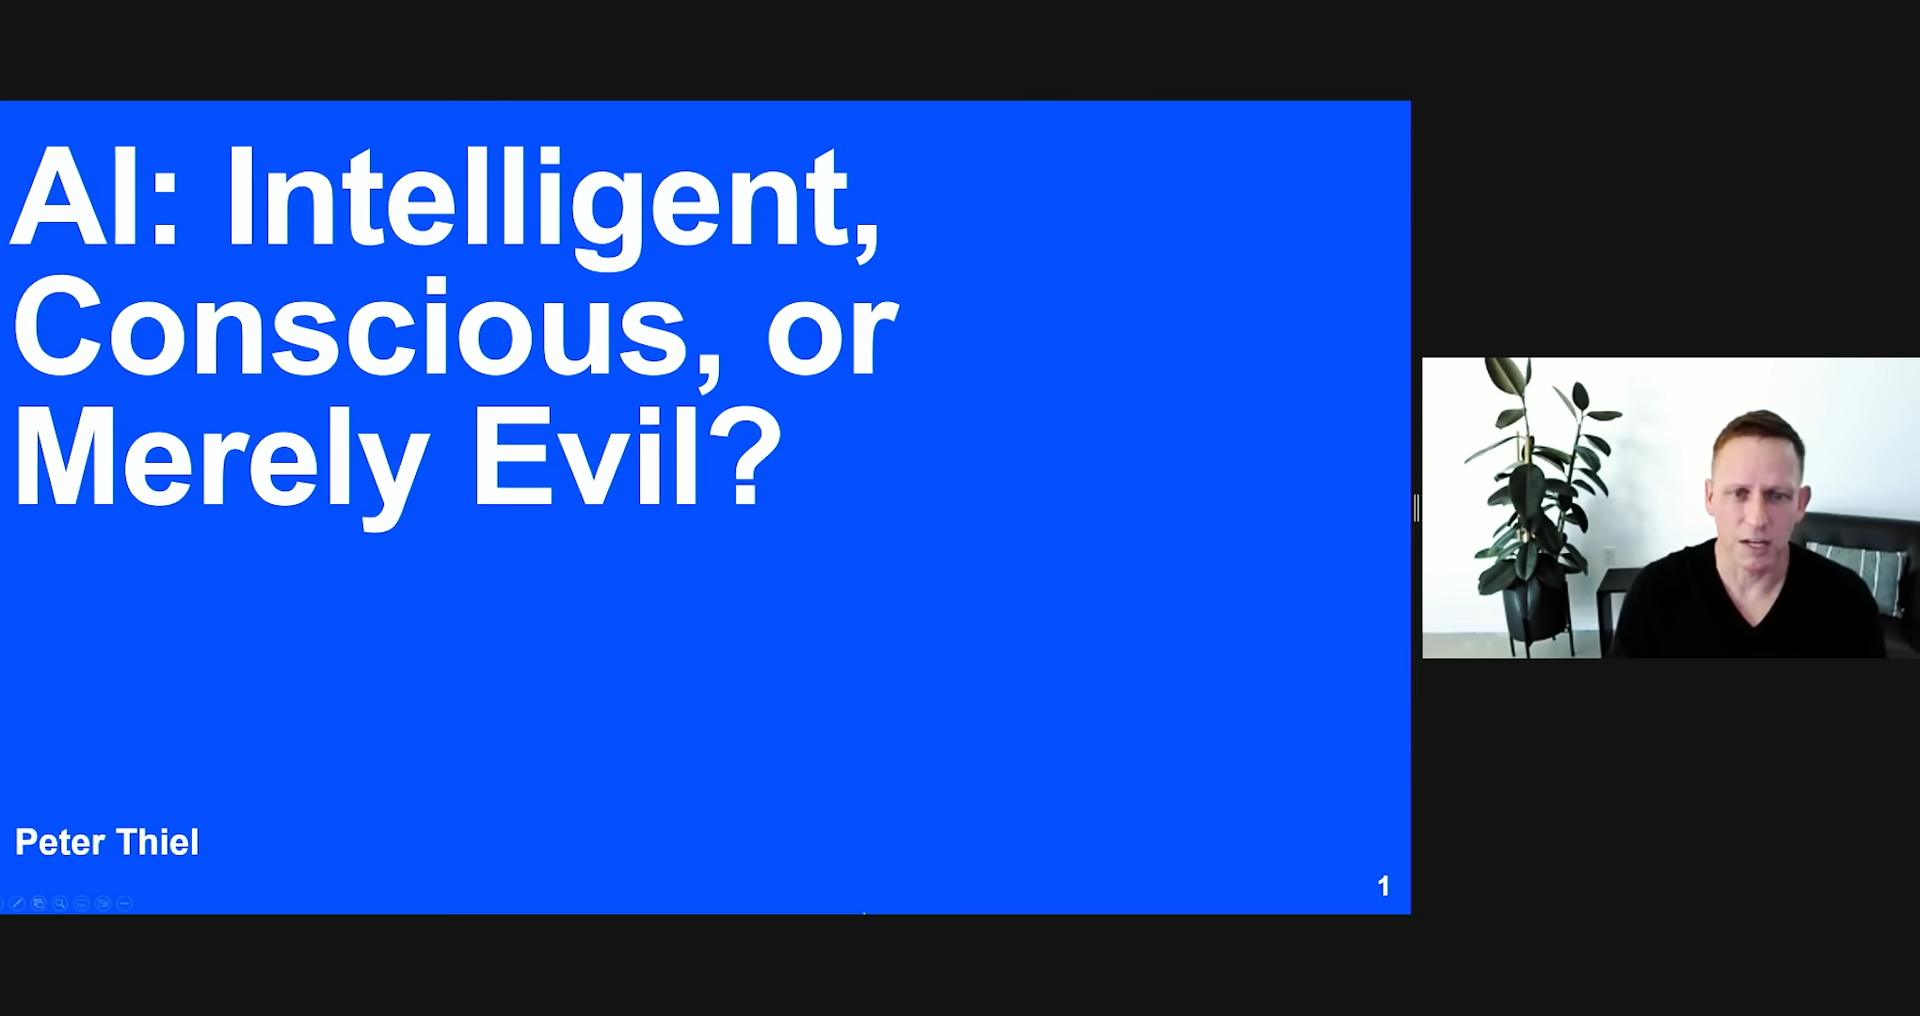 AI: Intelligent,
Conscious, or
Merely Evil?
Peter Thiel
1